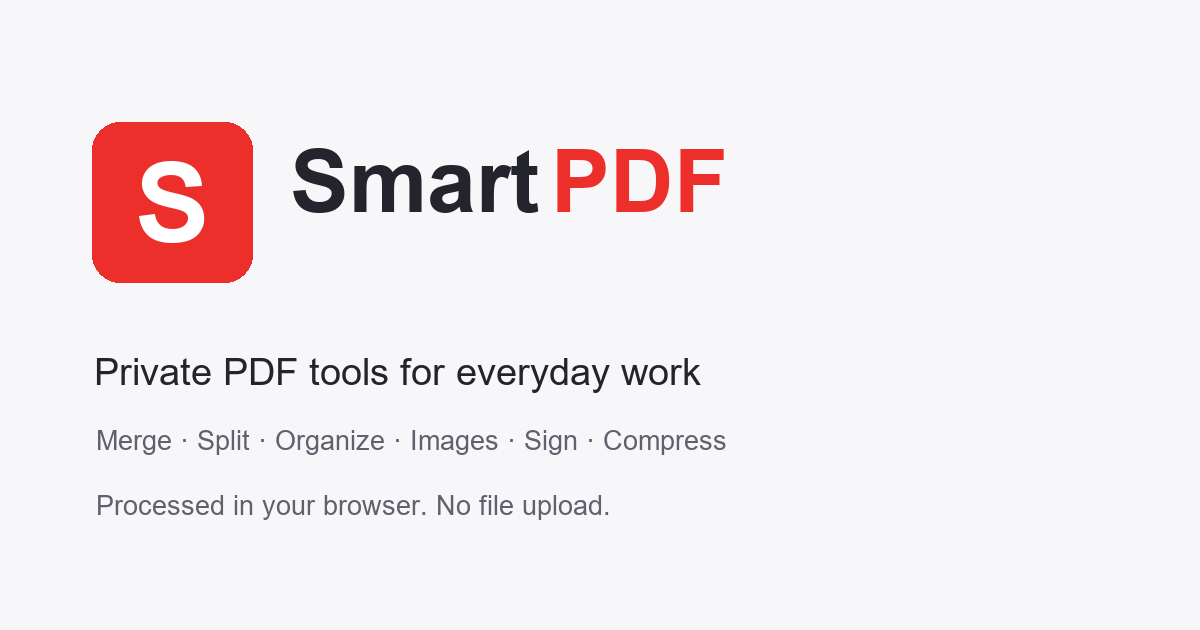 S
Smart PDF
Private PDF tools for everyday work
Merge · Split · Organize · Images · Sign · Compress
Processed in your browser. No file upload.